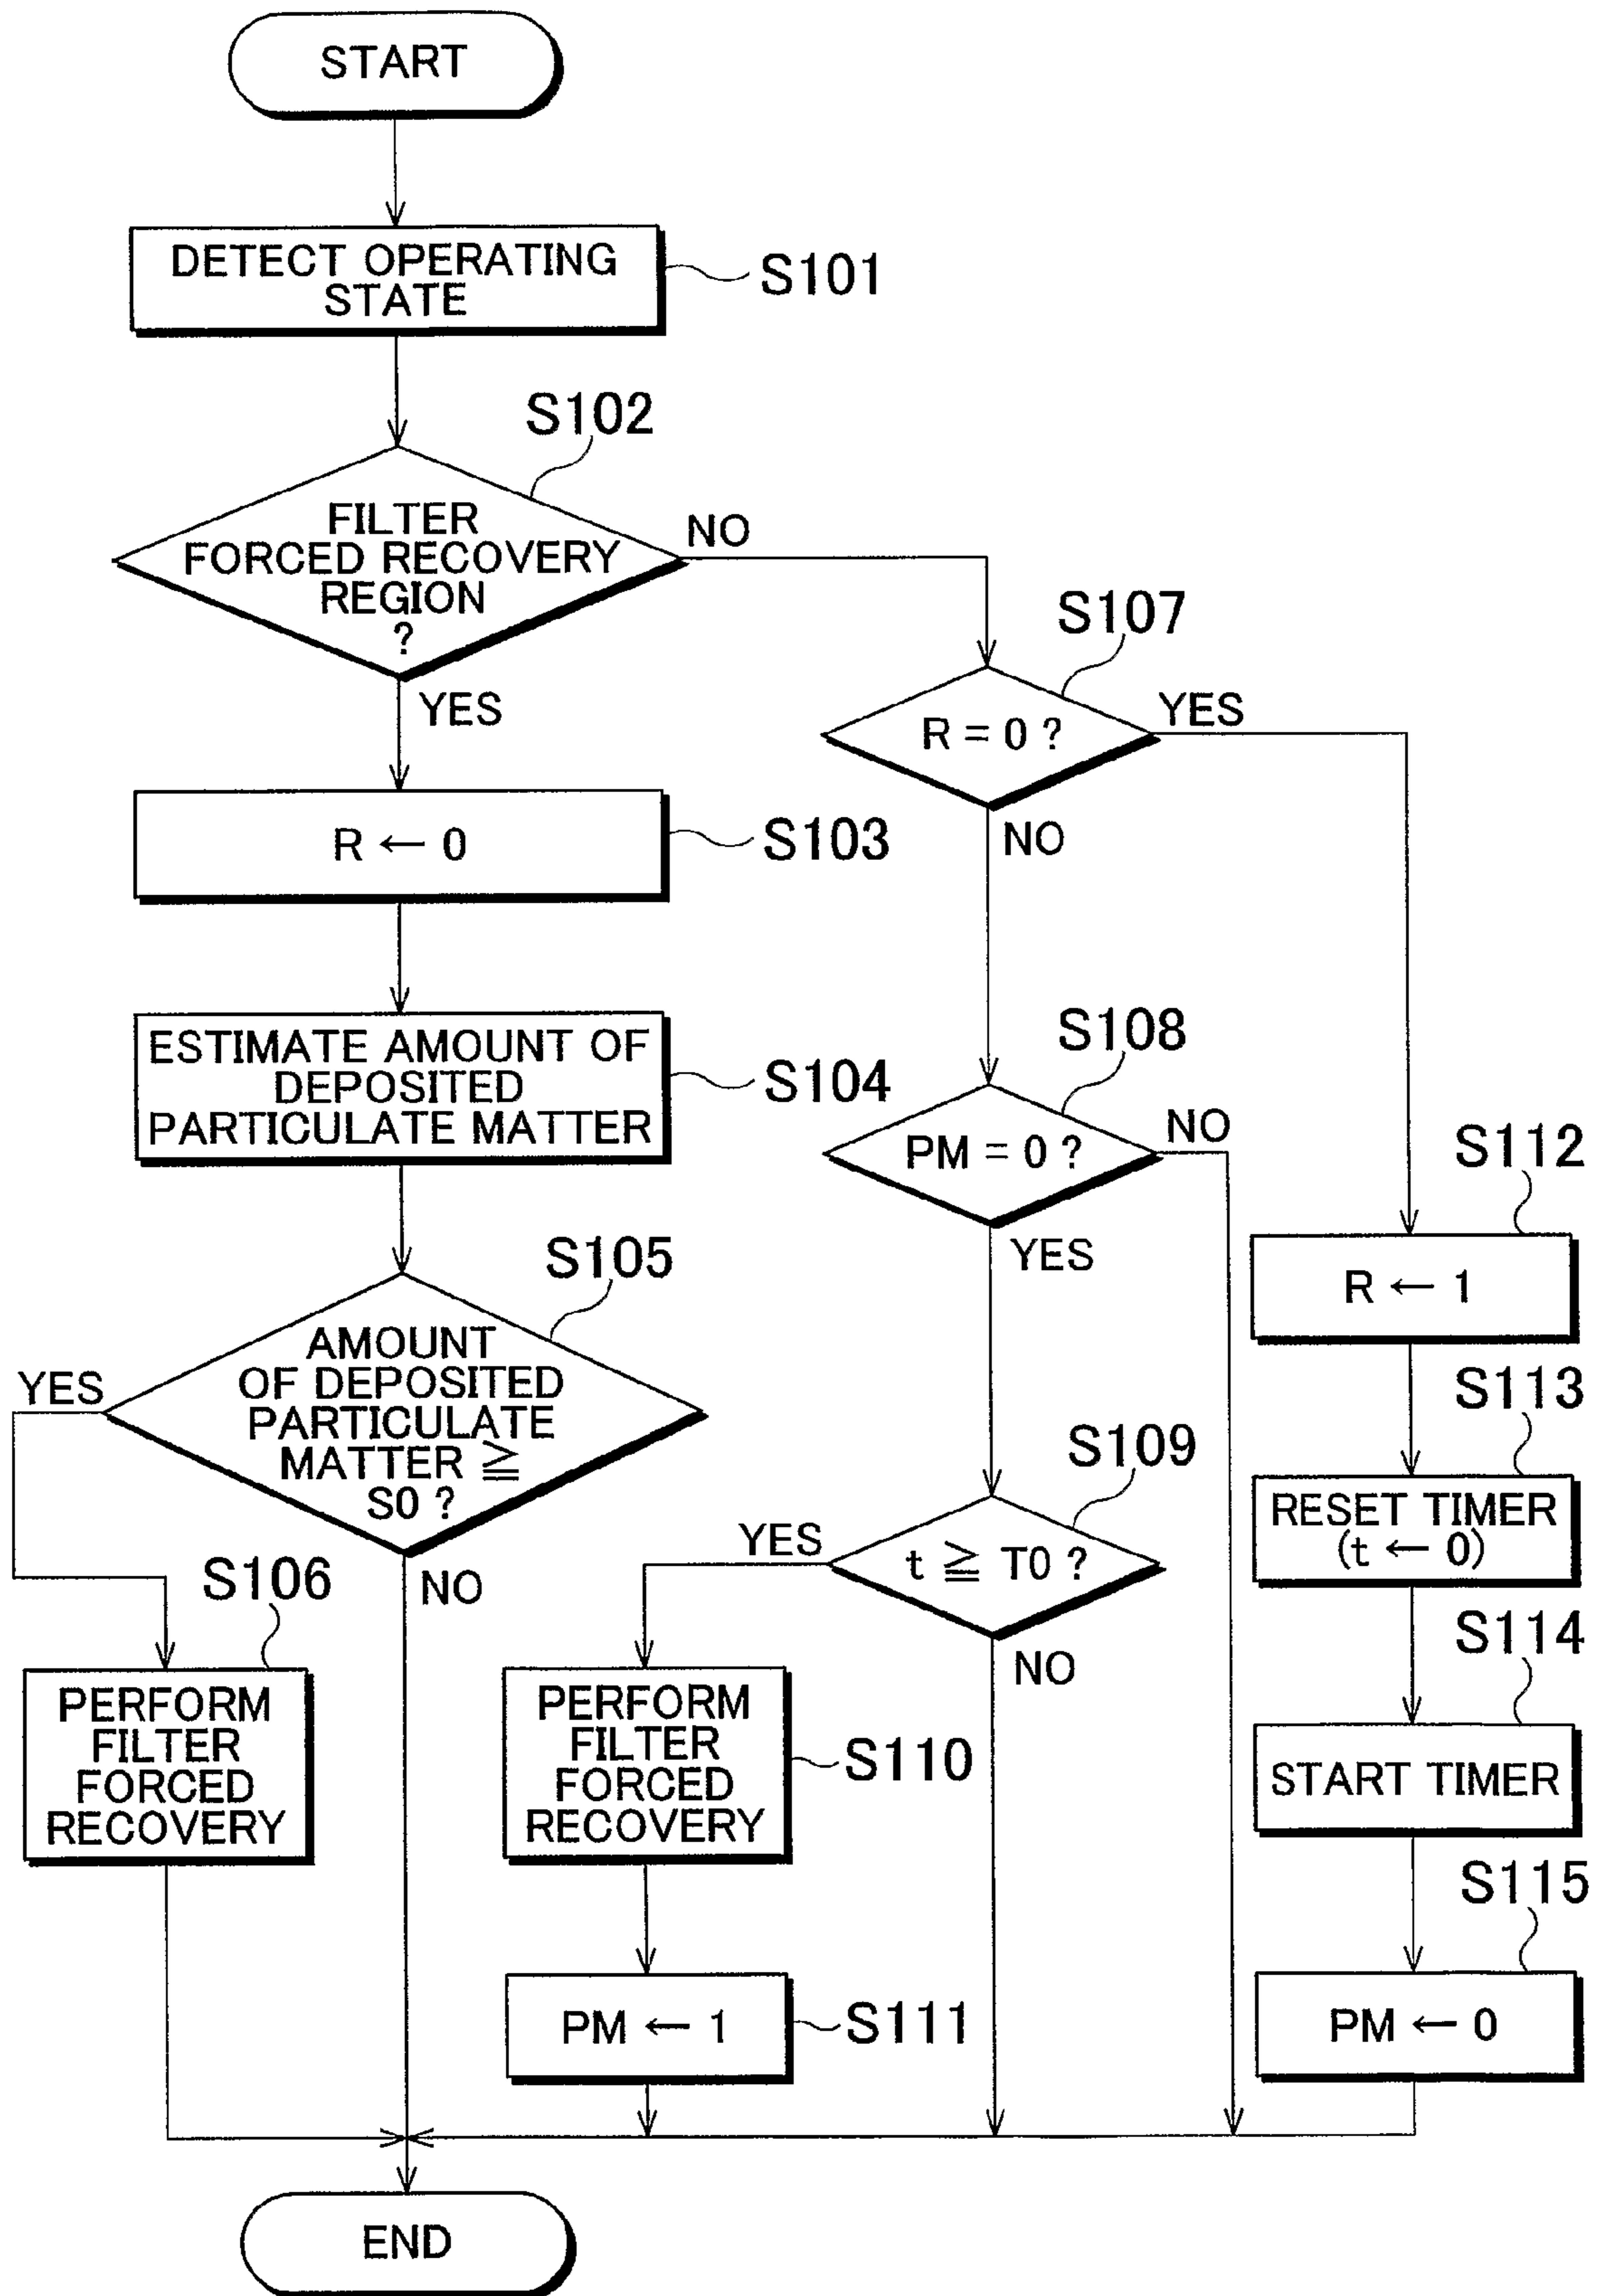 START
DETECT OPERATING
STATE
S101
S102
FILTER
FORCED RECOVERY
REGION
?
NO
YES
S107
R = 0 ?
YES
NO
R ← 0
S103
ESTIMATE AMOUNT OF
DEPOSITED
PARTICULATE MATTER
S104
S108
PM = 0 ?
NO
YES
S112
R ← 1
S105
AMOUNT
OF DEPOSITED
PARTICULATE
MATTER ≧
S0 ?
YES
NO
S113
RESET TIMER
(t ← 0)
S109
t ≧ T0 ?
YES
NO
S106
PERFORM
FILTER
FORCED
RECOVERY
PERFORM
FILTER
FORCED
RECOVERY
S110
S114
START TIMER
PM ← 1
S111
S115
PM ← 0
END